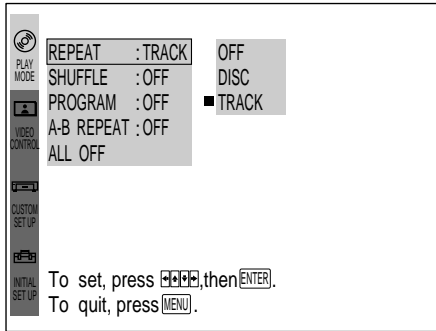 PLAY
MODE
VIDEO
CONTROL
CUSTOM
SET UP
INITIAL
SET UP
REPEAT : TRACK
SHUFFLE : OFF
PROGRAM : OFF
A-B REPEAT : OFF
ALL OFF
OFF
DISC
TRACK
To set, press ,then ENTER.
To quit, press MENU.